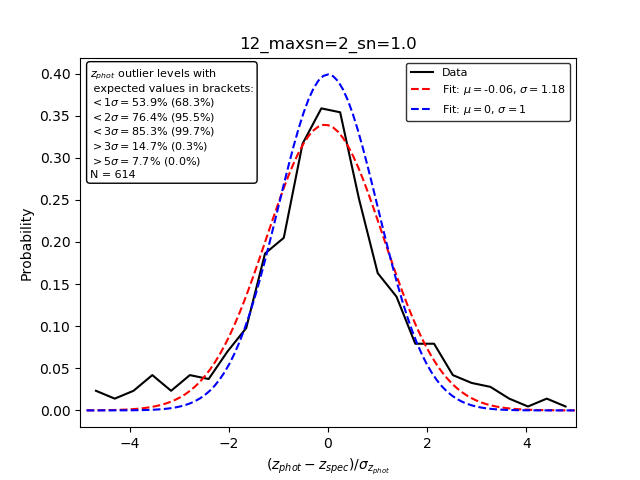 12_maxsn=2_sn=1.0
z_phot outlier levels with
expected values in brackets:
<1σ=53.9% (68.3%)
<2σ=76.4% (95.5%)
<3σ=85.3% (99.7%)
>3σ=14.7% (0.3%)
>5σ=7.7% (0.0%)
N = 614
Data
Fit: μ=-0.06, σ=1.18
Fit: μ=0, σ=1
0.40
0.35
0.30
0.25
0.20
0.15
0.10
0.05
0.00
Probability
−4 −2 0 2 4
(z_phot − z_spec)/σ_z_phot